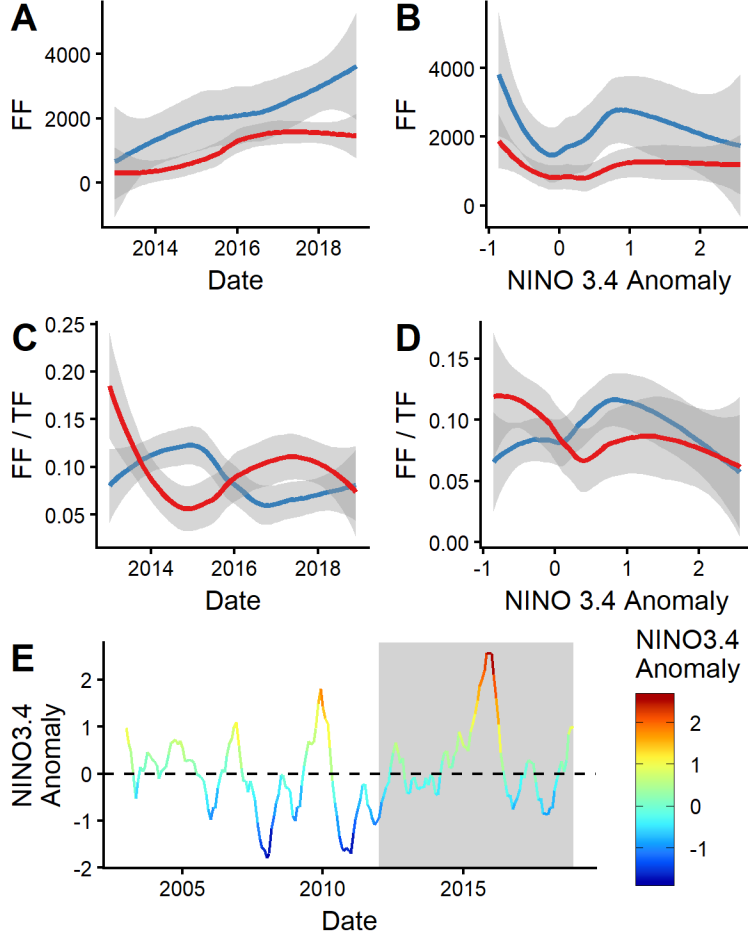 A
B
FF
4000
2000
0
2014
2016
2018
Date
FF
4000
2000
0
-1
0
1
2
NINO 3.4 Anomaly
C
D
FF / TF
0.25
0.20
0.15
0.10
0.05
2014
2016
2018
Date
FF / TF
0.15
0.10
0.05
0.00
-1
0
1
2
NINO 3.4 Anomaly
E
NINO3.4
Anomaly
2
1
0
-1
-2
2005
2010
2015
Date
NINO3.4
Anomaly
2
1
0
-1